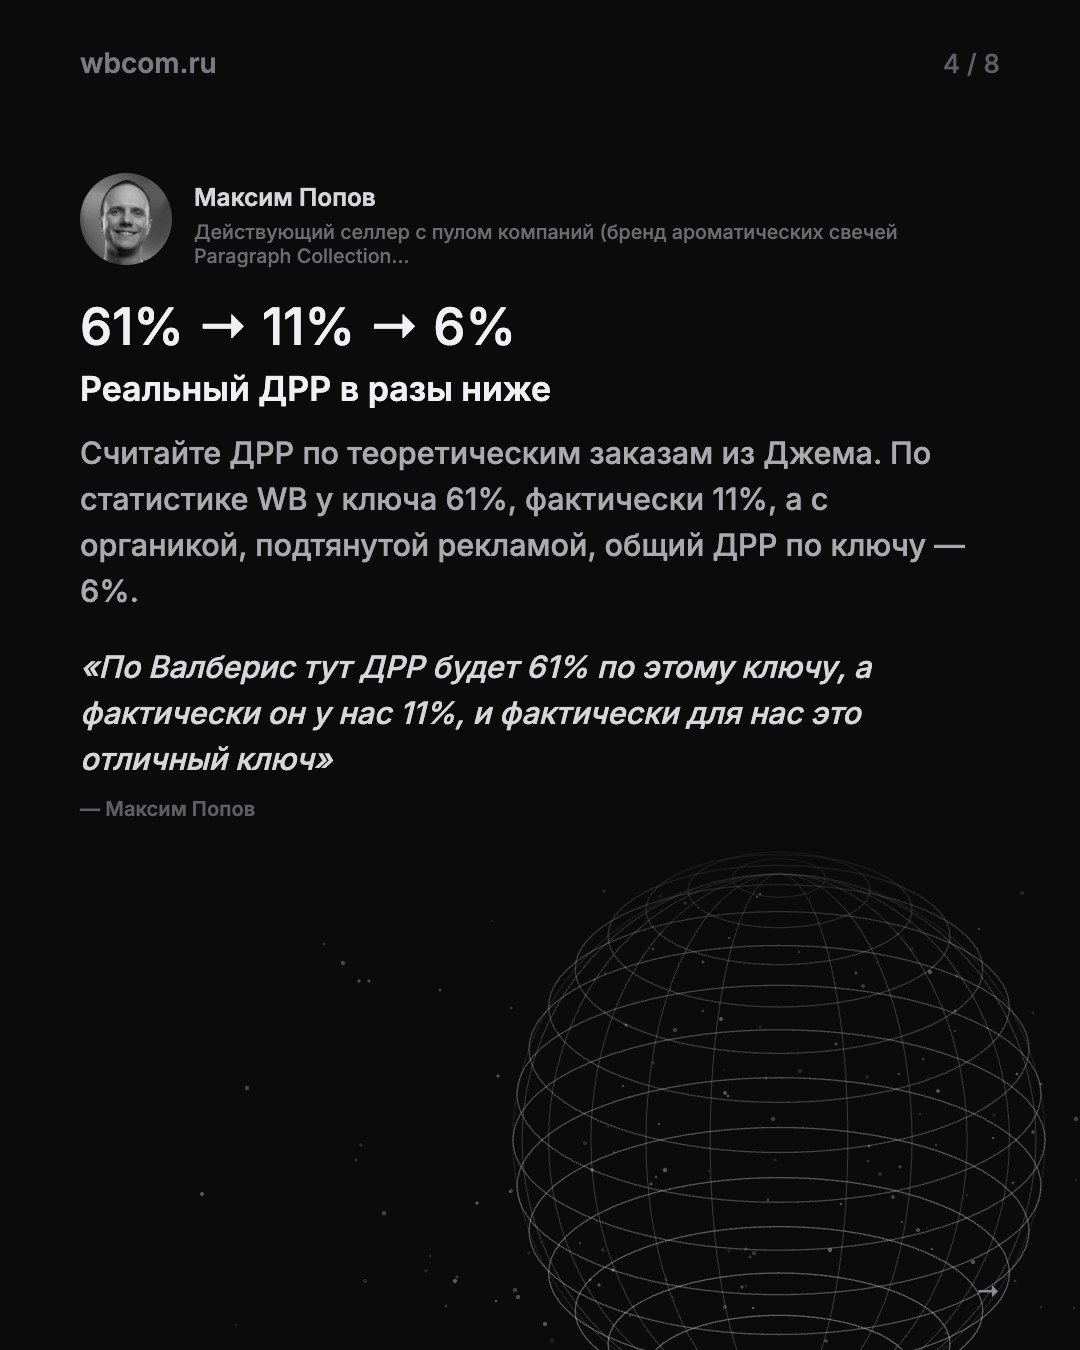 wbcom.ru
4 / 8
Максим Попов
Действующий селлер с пулом компаний (бренд ароматических свечей
Paragraph Collection...
61% → 11% → 6%
Реальный ДРР в разы ниже
Считайте ДРР по теоретическим заказам из Джема. По
статистике WB у ключа 61%, фактически 11%, а с
органикой, подтянутой рекламой, общий ДРР по ключу —
6%.
«По Валберис тут ДРР будет 61% по этому ключу, а
фактически он у нас 11%, и фактически для нас это
отличный ключ»
— Максим Попов
→